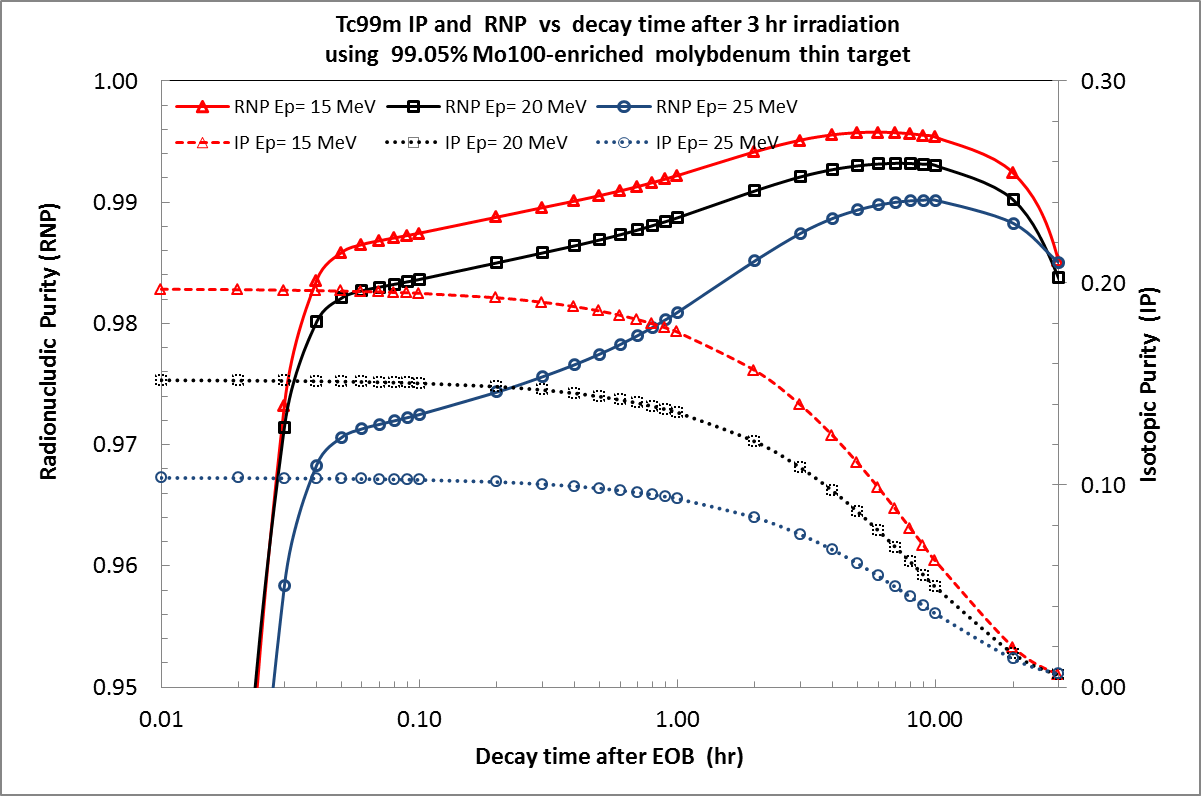 Tc99m IP and RNP vs decay time after 3 hr irradiation
using 99.05% Mo100-enriched molybdenum thin target
RNP Ep= 15 MeV RNP Ep= 20 MeV RNP Ep= 25 MeV
IP Ep= 15 MeV IP Ep= 20 MeV IP Ep= 25 MeV
Radionucludic Purity (RNP)
1.00
0.99
0.98
0.97
0.96
0.95
0.30
0.20
0.10
0.00
Isotopic Purity (IP)
0.01 0.10 1.00 10.00
Decay time after EOB (hr)